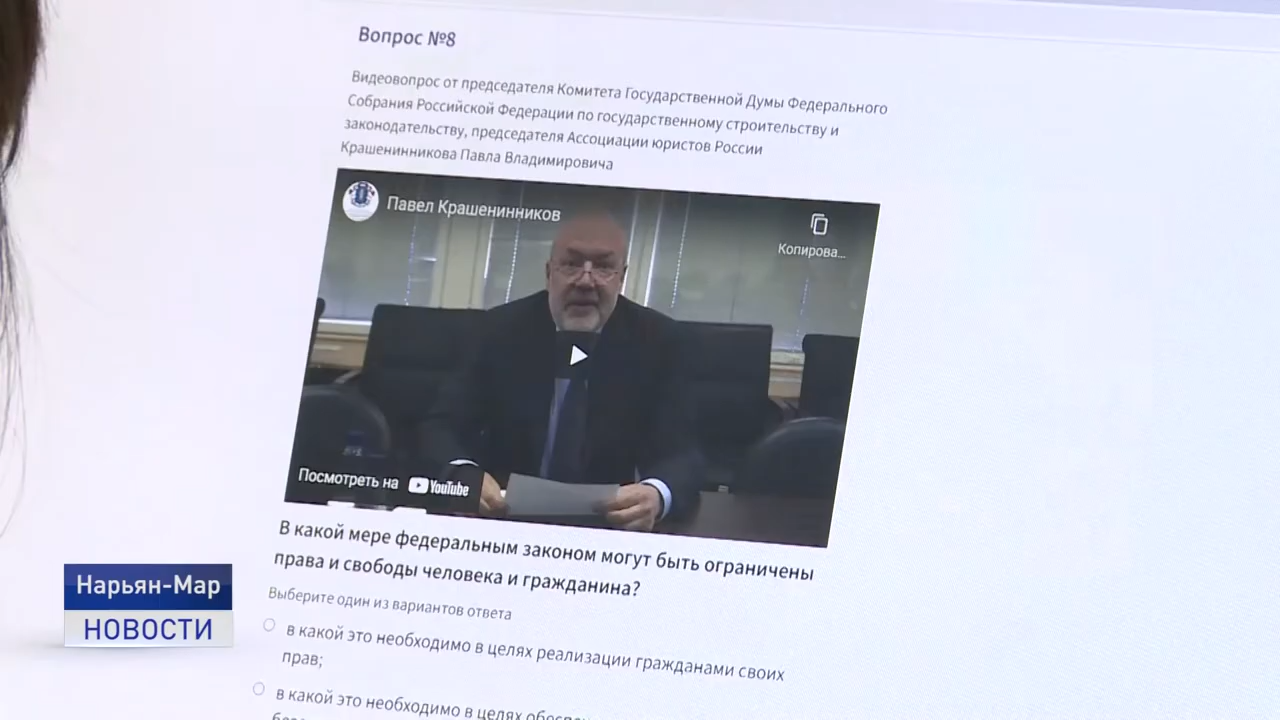 Вопрос №8
Видеовопрос от председателя Комитета Государственной Думы Федерального
Собрания Российской Федерации по государственному строительству и
законодательству, председателя Ассоциации юристов России
Крашенинникова Павла Владимировича
Павел Крашенинников
Копирова...
Посмотреть на YouTube
В какой мере федеральным законом могут быть ограничены
права и свободы человека и гражданина?
Выберите один из вариантов ответа
в какой это необходимо в целях реализации гражданами своих
прав;
в какой это необходимо в целях
Нарьян-Мар
НОВОСТИ